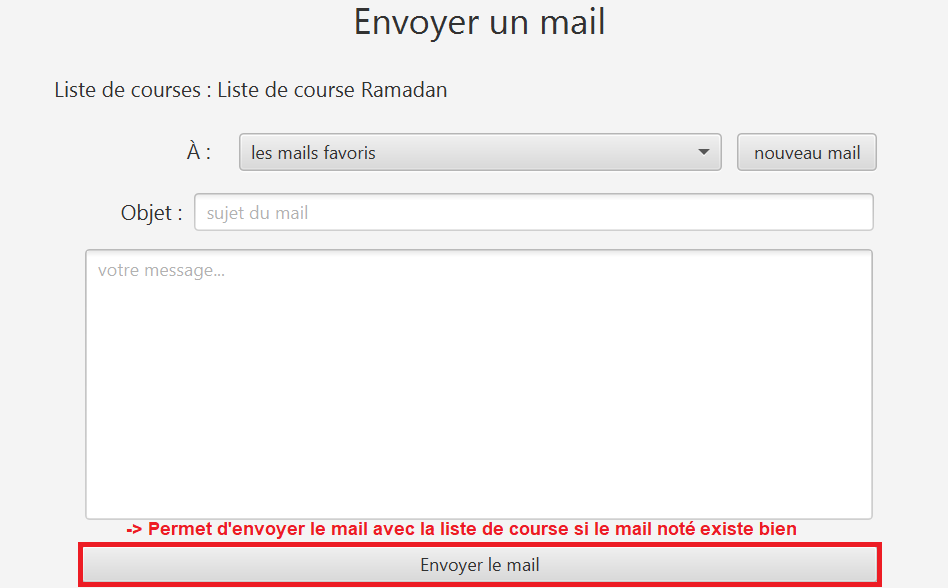 Envoyer un mail
Liste de courses : Liste de course Ramadan
À : les mails favoris nouveau mail
Objet : sujet du mail
votre message...
-> Permet d'envoyer le mail avec la liste de course si le mail noté existe bien
Envoyer le mail